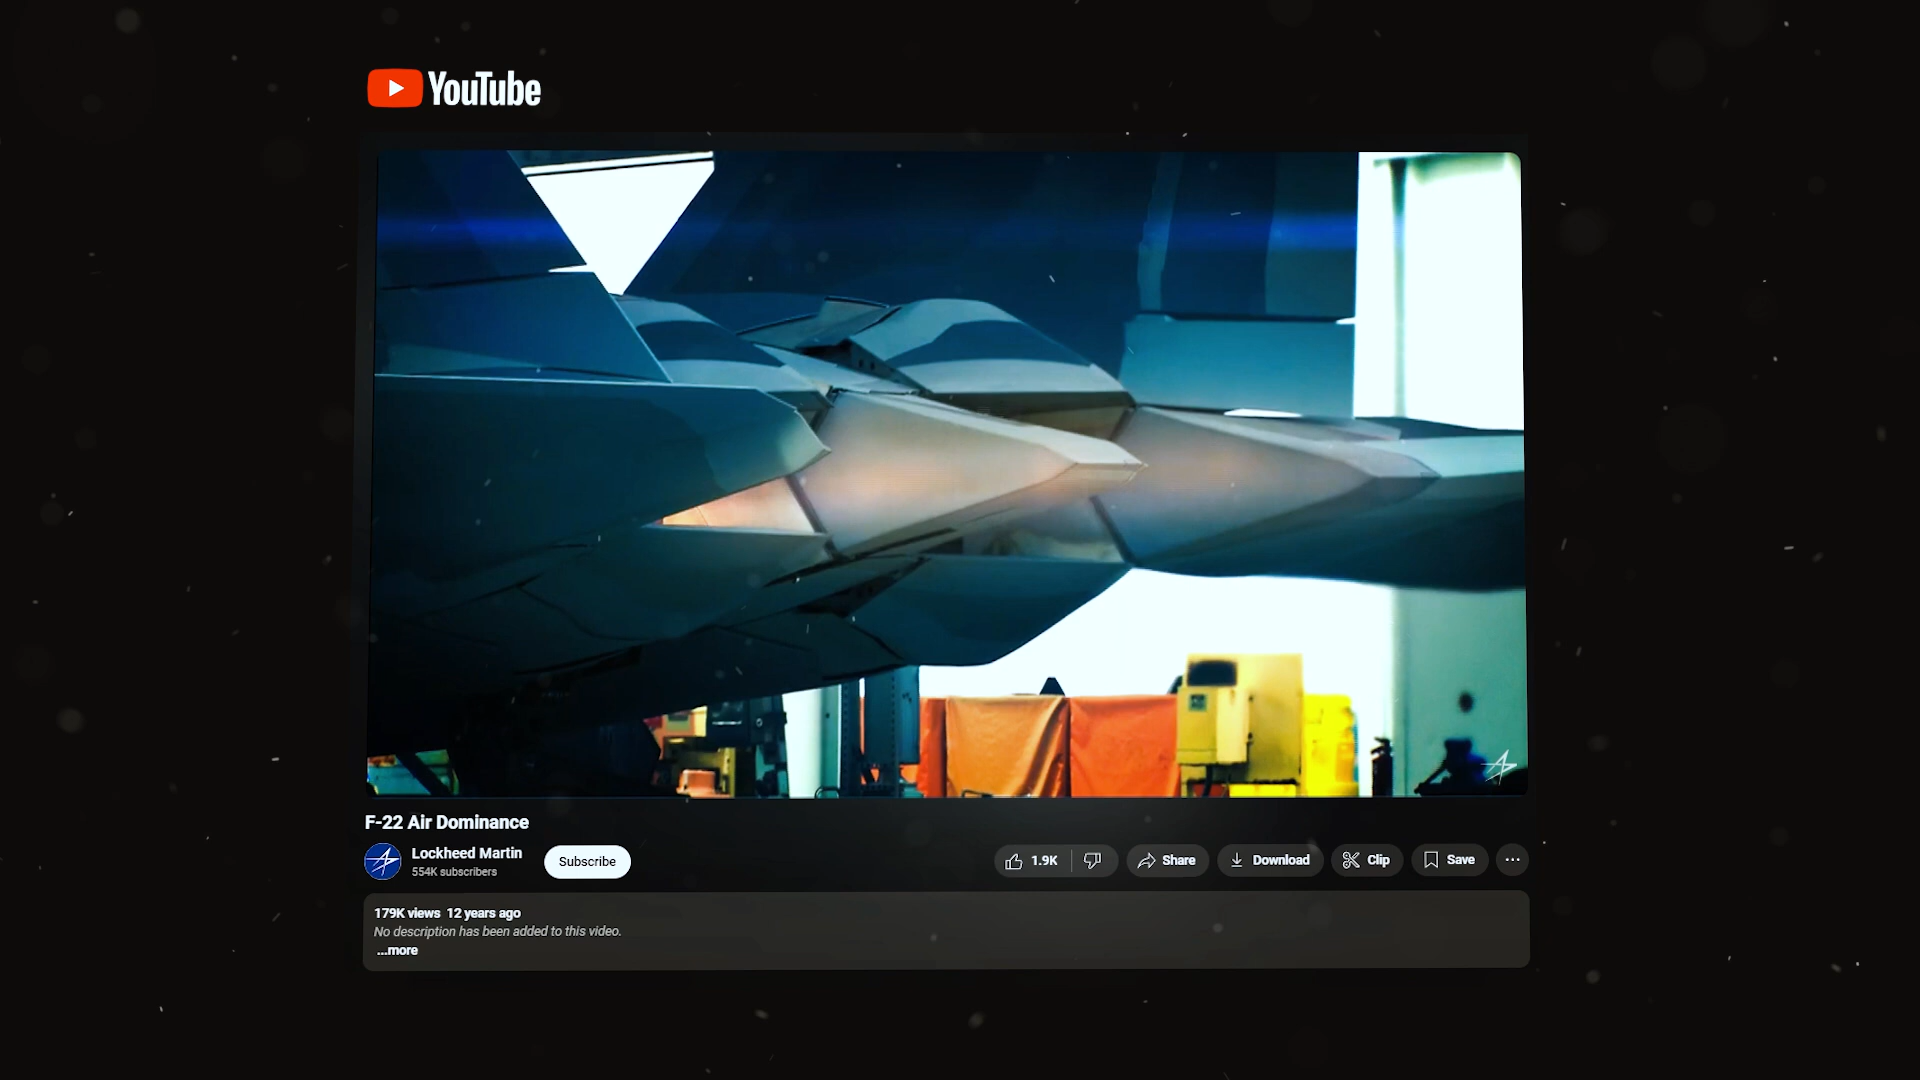 YouTube
F-22 Air Dominance
Lockheed Martin
554K subscribers
Subscribe
1.9K
Share
Download
Clip
Save
179K views 12 years ago
No description has been added to this video.
...more